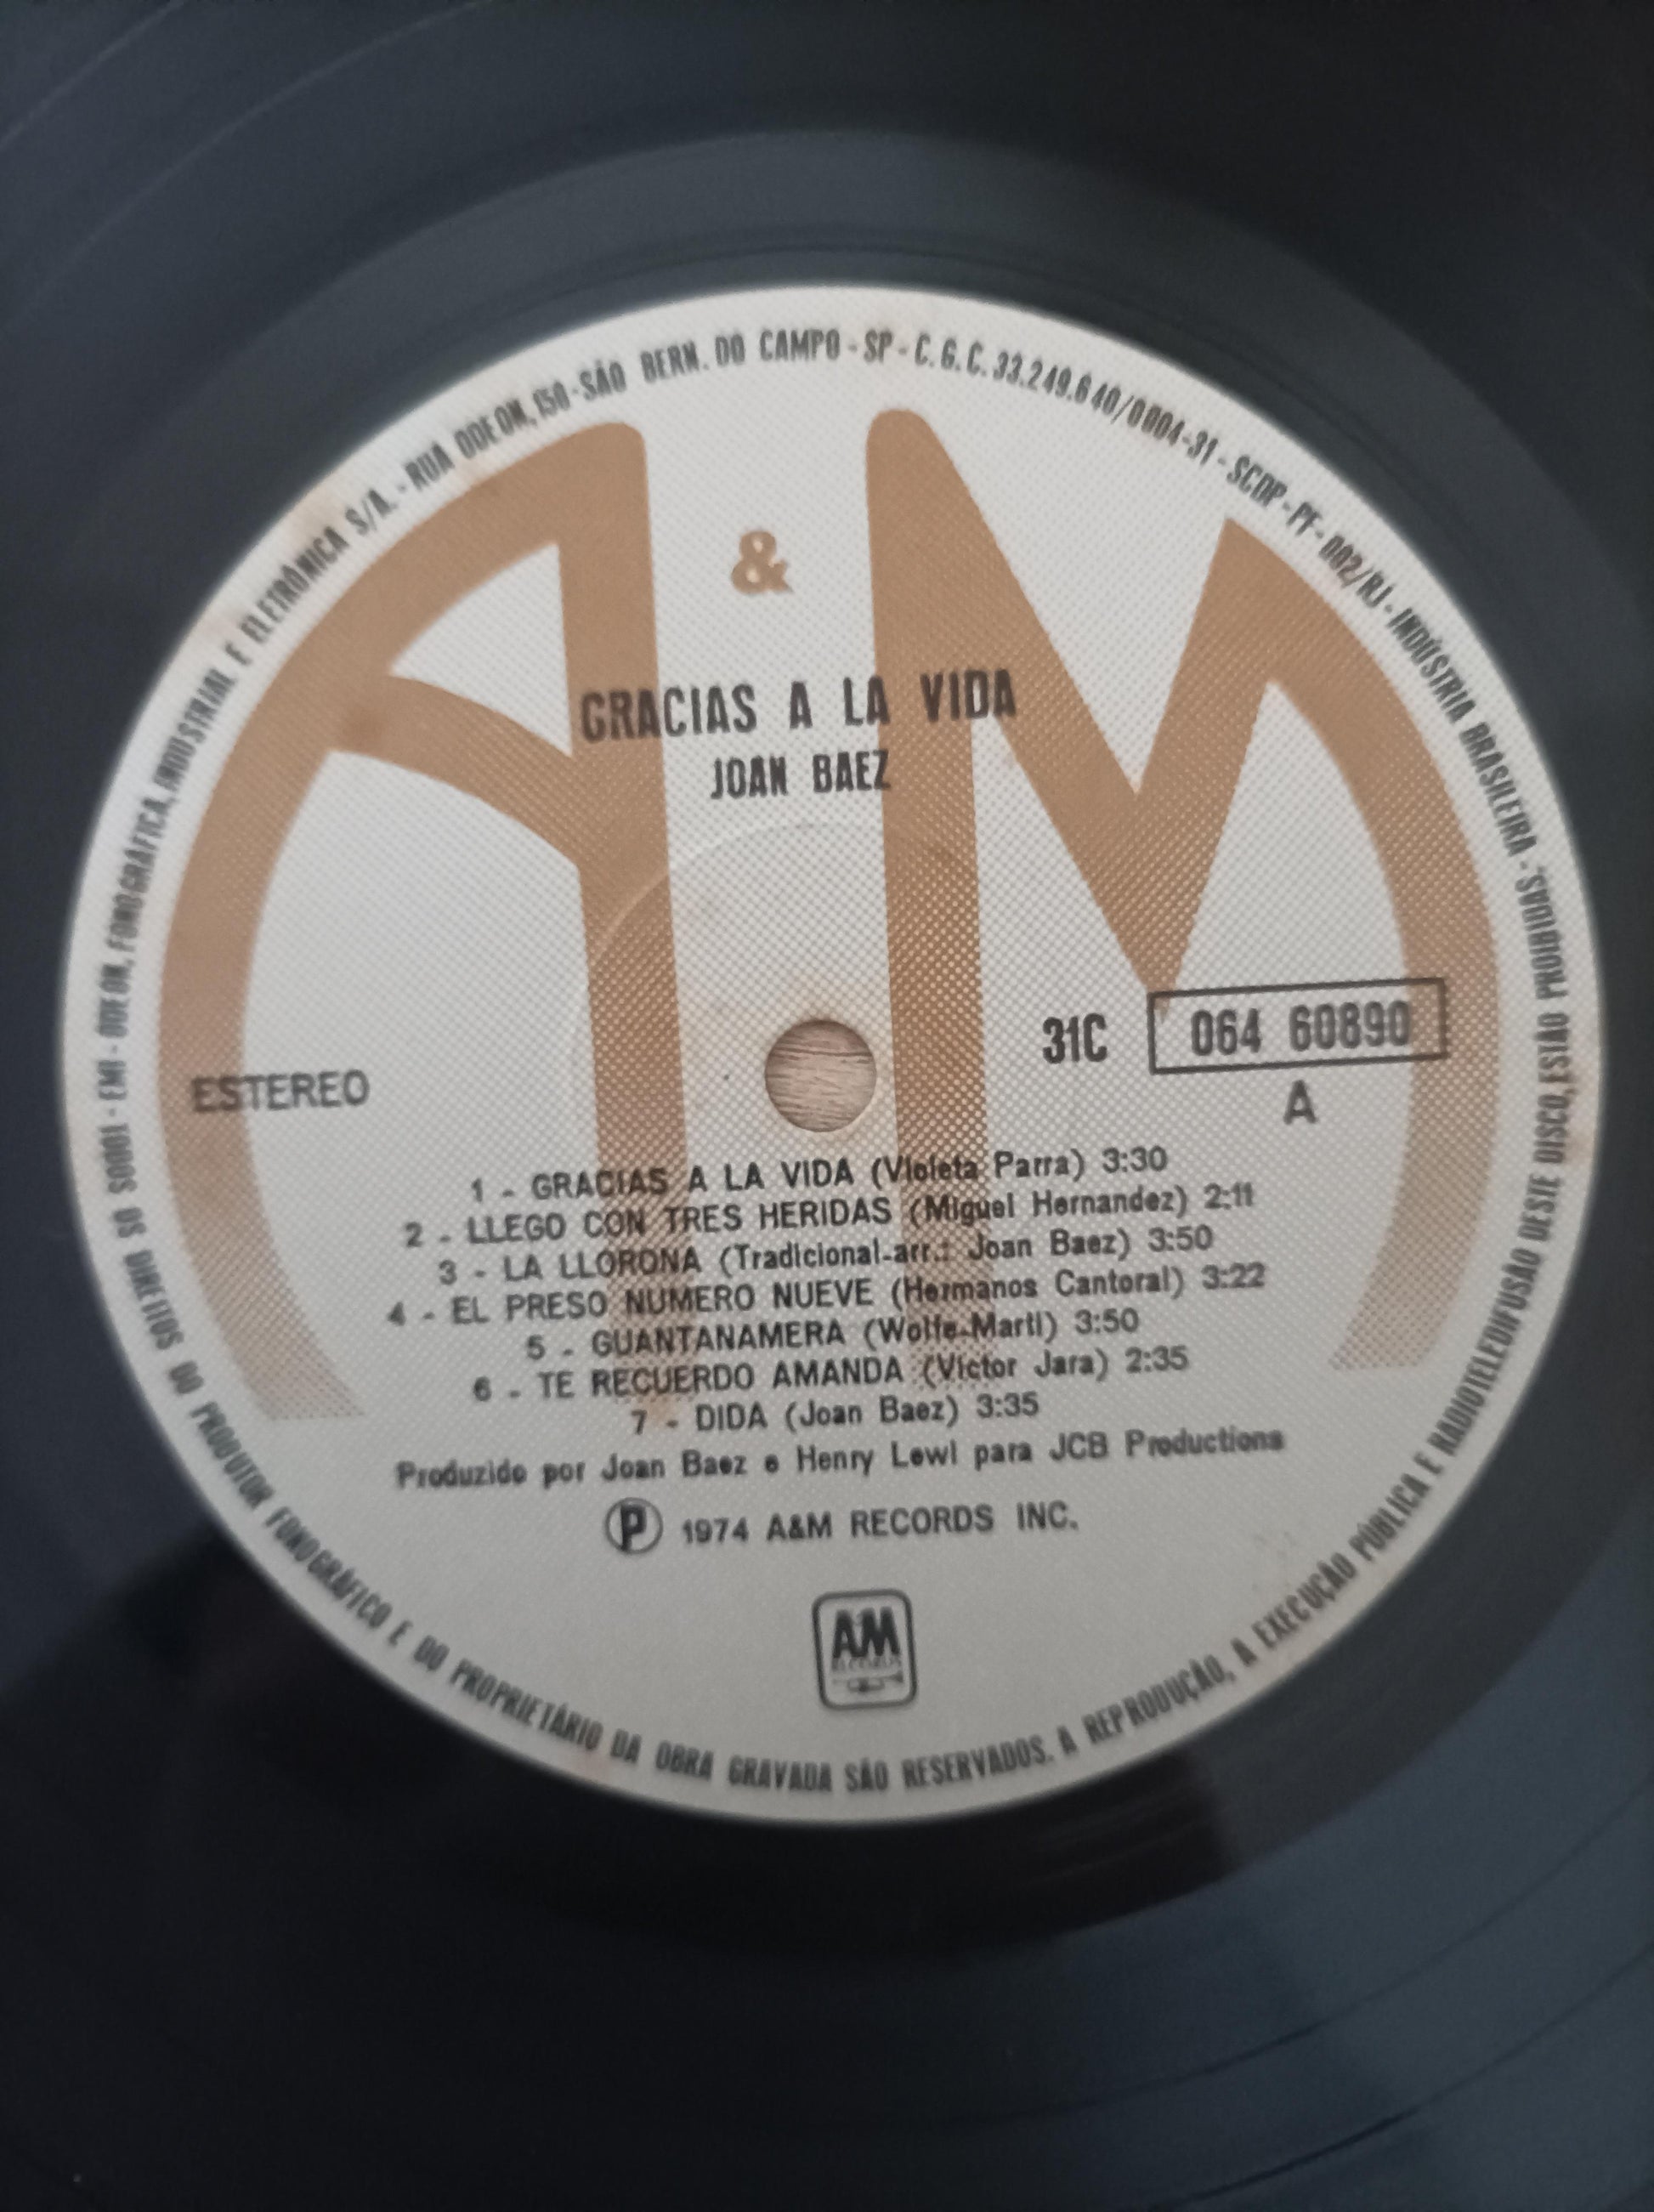 A & M
GRACIAS A LA VIDA
JOAN BAEZ
ESTEREO
31C 064 60890
A
1 - GRACIAS A LA VIDA (Violeta Parra) 3:30
2 - LLEGO CON TRES HERIDAS (Miguel Hernandez) 2:11
3 - LA LLORONA (Tradicional-arr.: Joan Baez) 3:50
4 - EL PRESO NUMERO NUEVE (Hermanos Cantoral) 3:22
5 - GUANTANAMERA (Wolfe-Marti) 3:50
6 - TE RECUERDO AMANDA (Victor Jara) 2:35
7 - DIDA (Joan Baez) 3:35
Produzido por Joan Baez e Henry Lewi para JCB Productions
Ⓟ 1974 A&M RECORDS INC.
A&M
RECORDS
EMI - ODEON, FONOGRÁFICA, INDUSTRIAL E ELETRÔNICA S/A. - RUA ODEON, 150 - SÃO BERN. DO CAMPO - SP - C.G.C. 33.249.640/0004-31 - SCDP - PF - 002/RJ - INDÚSTRIA BRASILEIRA -
TODOS OS DIREITOS DO PRODUTOR FONOGRÁFICO E DO PROPRIETÁRIO DA OBRA GRAVADA SÃO RESERVADOS. A REPRODUÇÃO, A EXECUÇÃO PÚBLICA E RADIOTELEDIFUSÃO DESTE DISCO, ESTÃO PROIBIDAS.